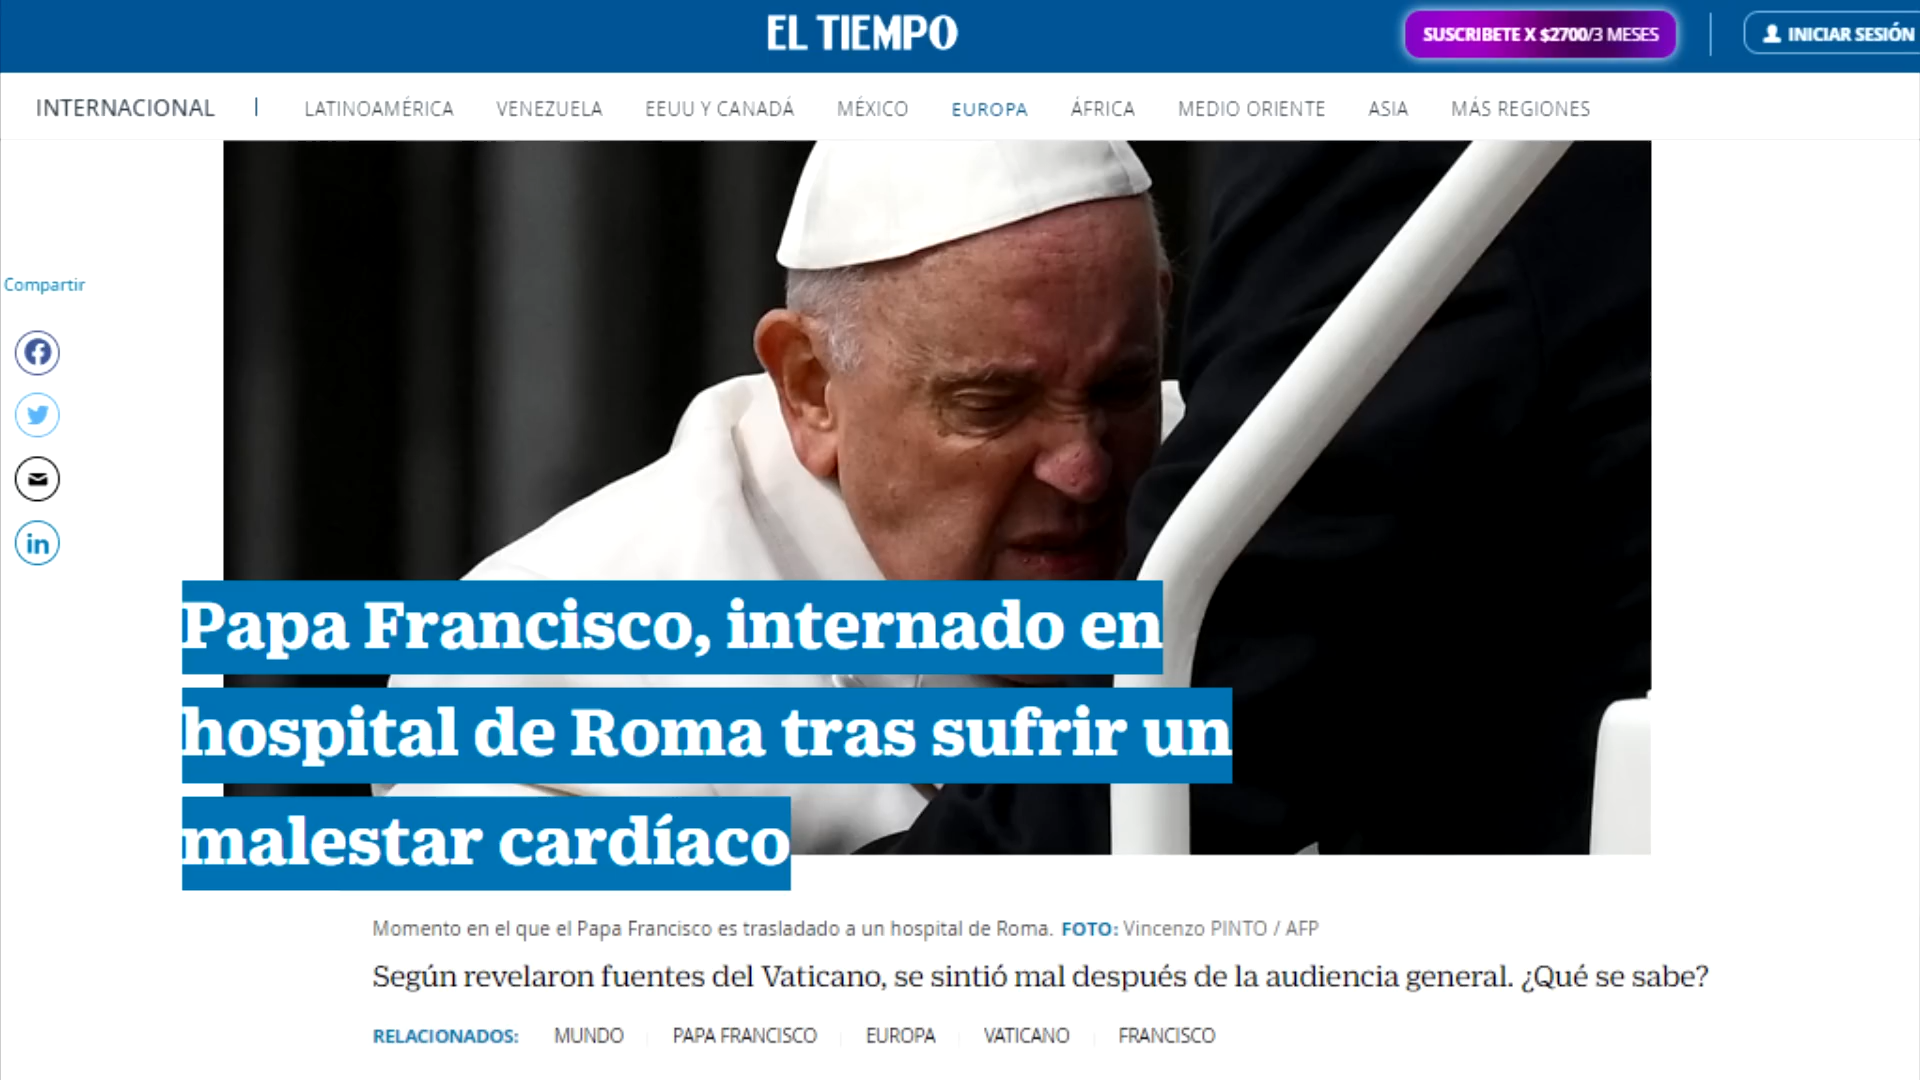 EL TIEMPO
SUSCRIBETE X $2700/3 MESES
INICIAR SESIÓN
INTERNACIONAL
LATINOAMÉRICA
VENEZUELA
EEUU Y CANADÁ
MÉXICO
EUROPA
ÁFRICA
MEDIO ORIENTE
ASIA
MÁS REGIONES
Compartir
Papa Francisco, internado en
hospital de Roma tras sufrir un
malestar cardíaco
Momento en el que el Papa Francisco es trasladado a un hospital de Roma. FOTO: Vincenzo PINTO / AFP
Según revelaron fuentes del Vaticano, se sintió mal después de la audiencia general. ¿Qué se sabe?
RELACIONADOS: MUNDO PAPA FRANCISCO EUROPA VATICANO FRANCISCO